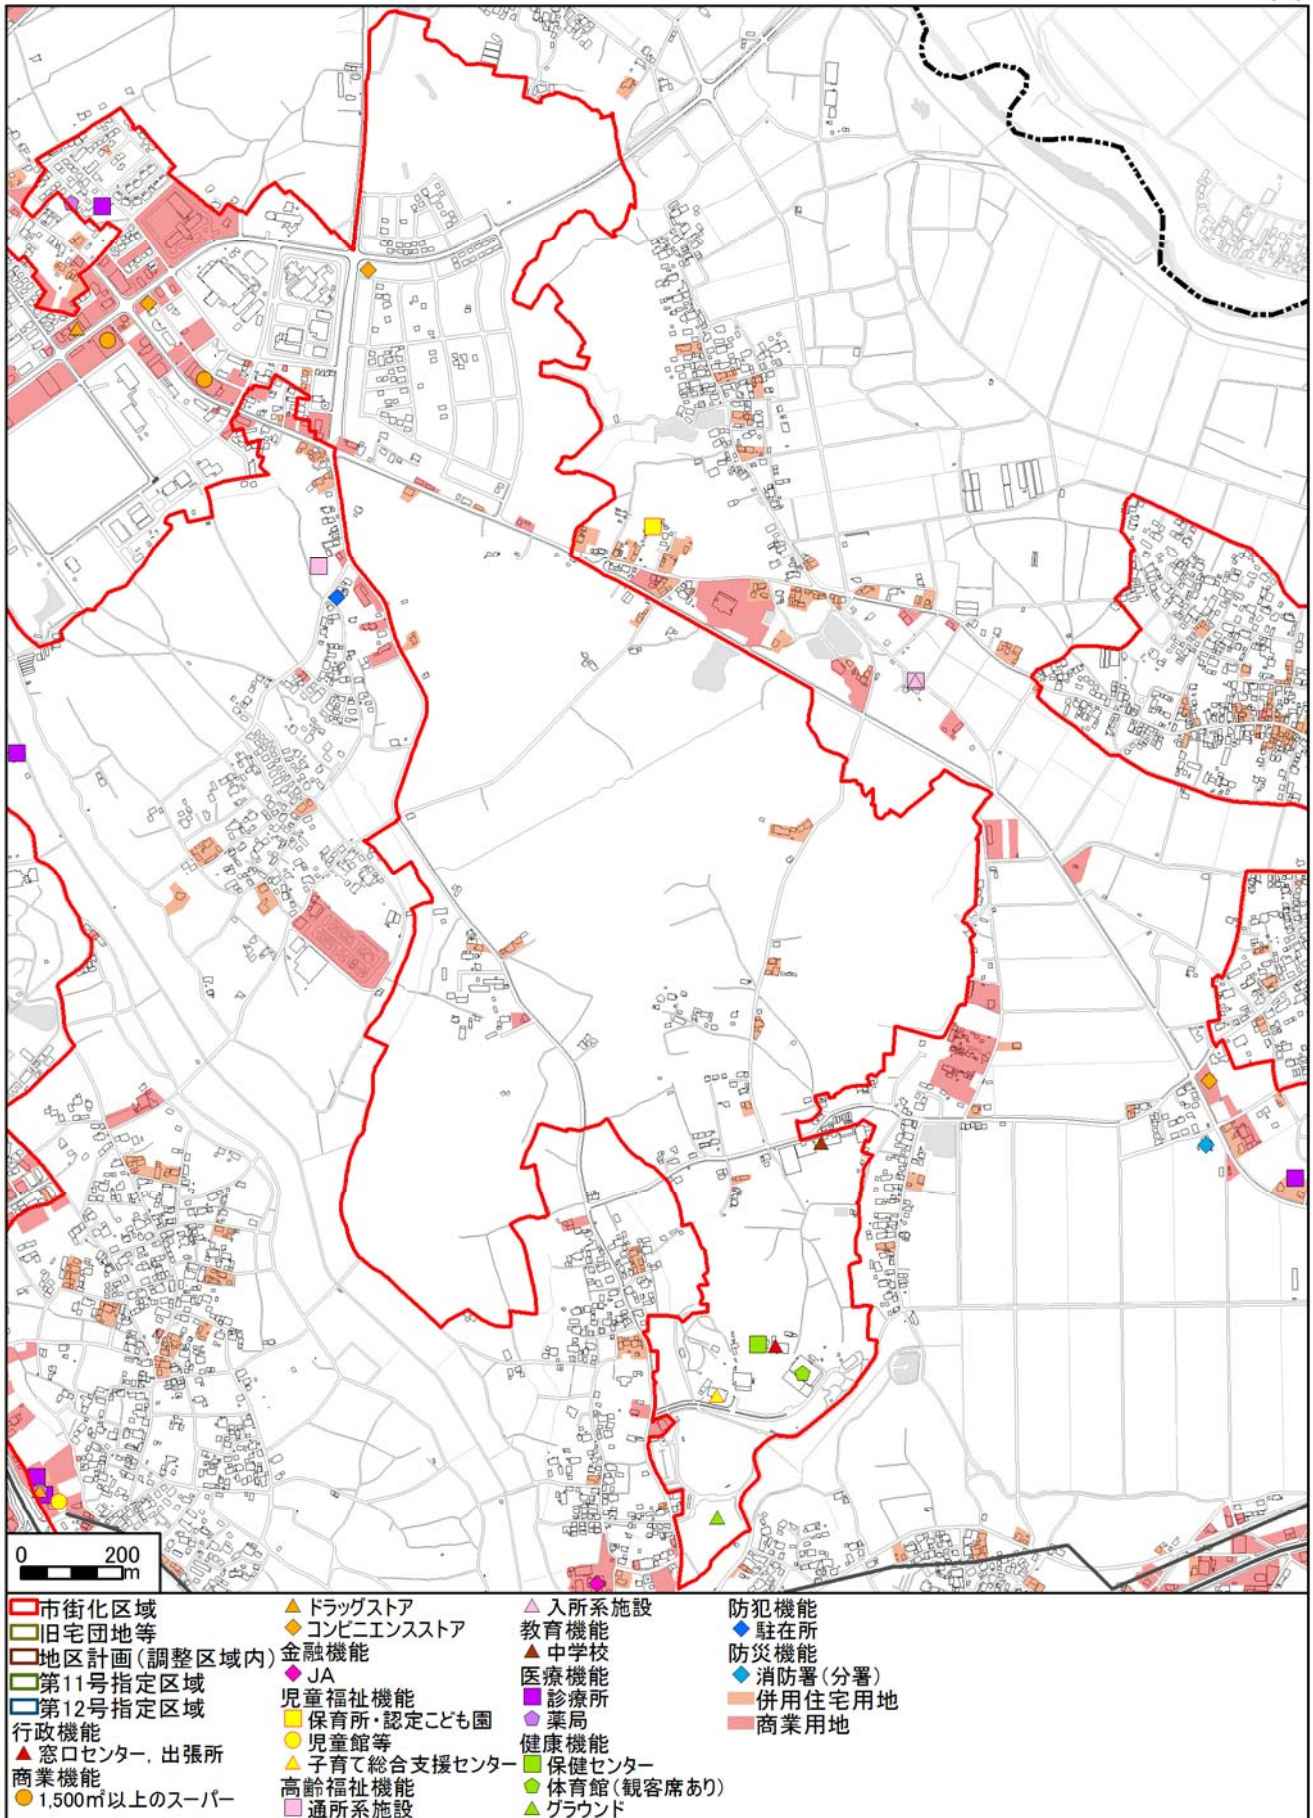 0 200
m
市街化区域
旧宅団地等
地区計画(調整区域内)
第11号指定区域
第12号指定区域
行政機能
窓口センター, 出張所
商業機能
1,500㎡以上のスーパー
ドラッグストア
コンビニエンスストア
金融機能
JA
児童福祉機能
保育所・認定こども園
児童館等
子育て総合支援センター
高齢福祉機能
通所系施設
入所系施設
教育機能
中学校
医療機能
診療所
薬局
健康機能
保健センター
体育館(観客席あり)
グラウンド
防犯機能
駐在所
防災機能
消防署(分署)
併用住宅用地
商業用地